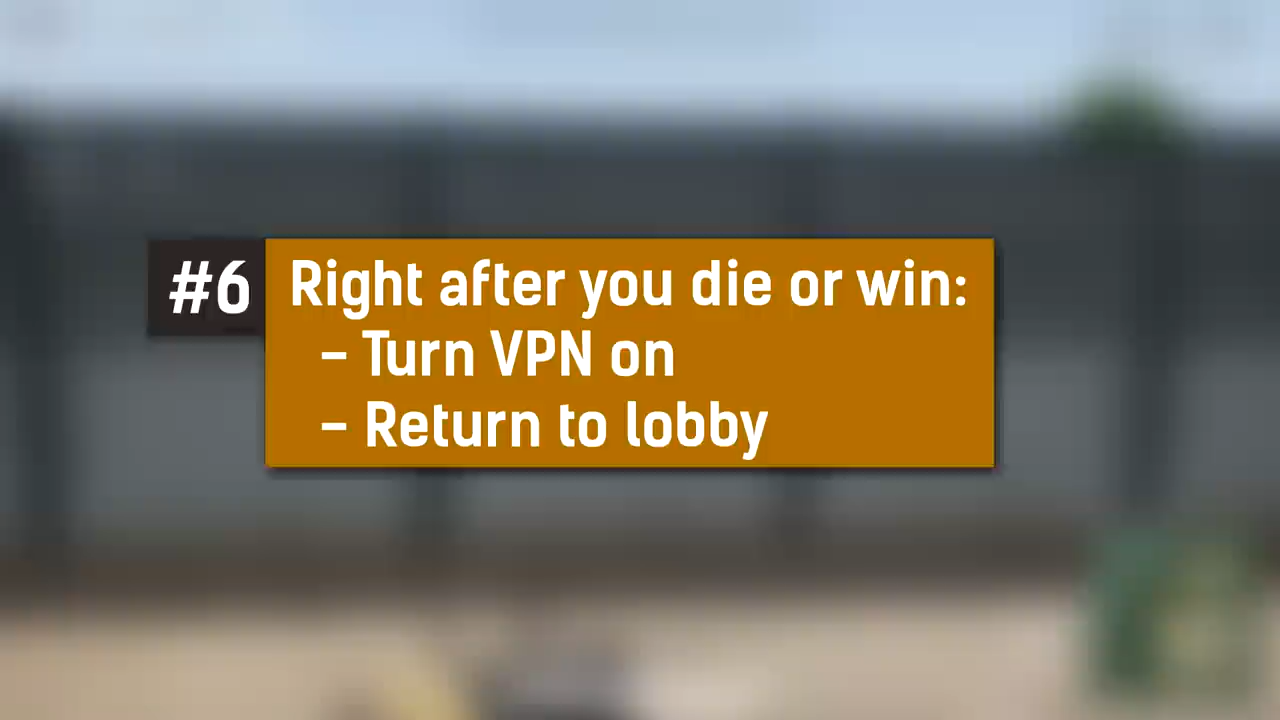 #6 Right after you die or win:
– Turn VPN on
– Return to lobby